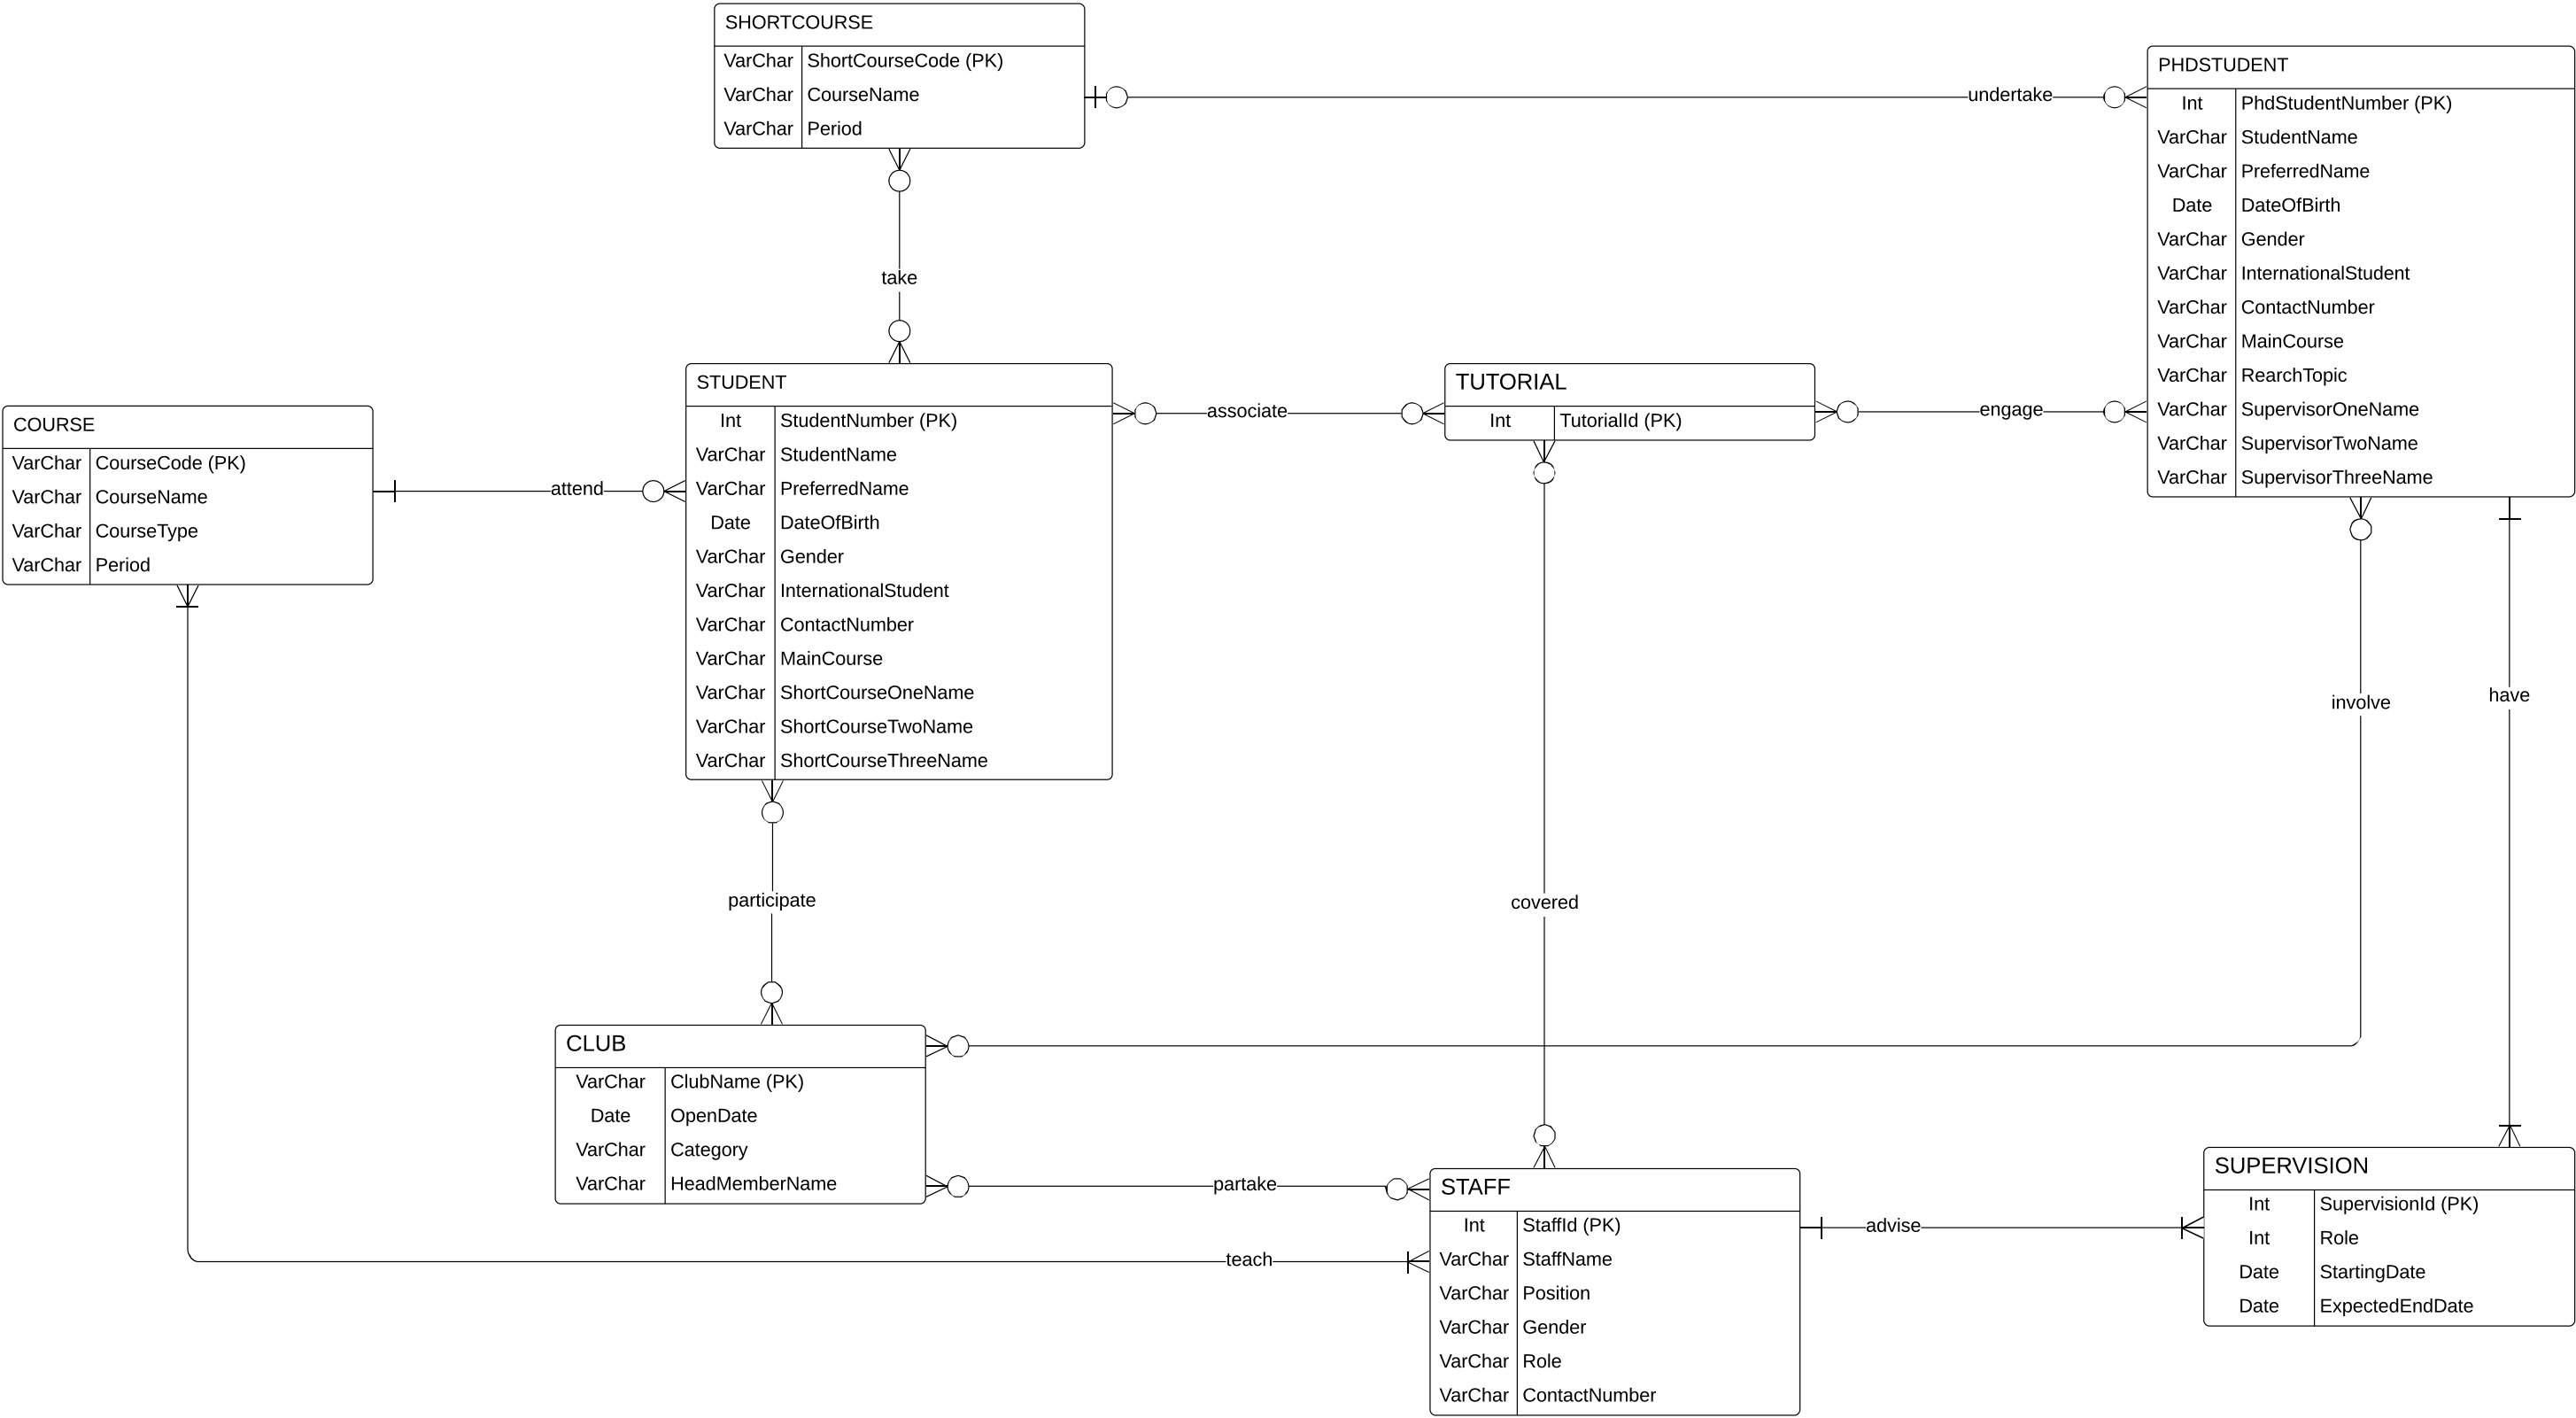 SHORTCOURSE
VarChar ShortCourseCode (PK)
VarChar CourseName
VarChar Period
undertake
PHDSTUDENT
Int PhdStudentNumber (PK)
VarChar StudentName
VarChar PreferredName
Date DateOfBirth
VarChar Gender
VarChar InternationalStudent
VarChar ContactNumber
VarChar MainCourse
VarChar RearchTopic
VarChar SupervisorOneName
VarChar SupervisorTwoName
VarChar SupervisorThreeName
take
COURSE
VarChar CourseCode (PK)
VarChar CourseName
VarChar CourseType
VarChar Period
attend
STUDENT
Int StudentNumber (PK)
VarChar StudentName
VarChar PreferredName
Date DateOfBirth
VarChar Gender
VarChar InternationalStudent
VarChar ContactNumber
VarChar MainCourse
VarChar ShortCourseOneName
VarChar ShortCourseTwoName
VarChar ShortCourseThreeName
associate
TUTORIAL
Int TutorialId (PK)
engage
involve
have
participate
covered
CLUB
VarChar ClubName (PK)
Date OpenDate
VarChar Category
VarChar HeadMemberName
partake
teach
STAFF
Int StaffId (PK)
VarChar StaffName
VarChar Position
VarChar Gender
VarChar Role
VarChar ContactNumber
advise
SUPERVISION
Int SupervisionId (PK)
Int Role
Date StartingDate
Date ExpectedEndDate